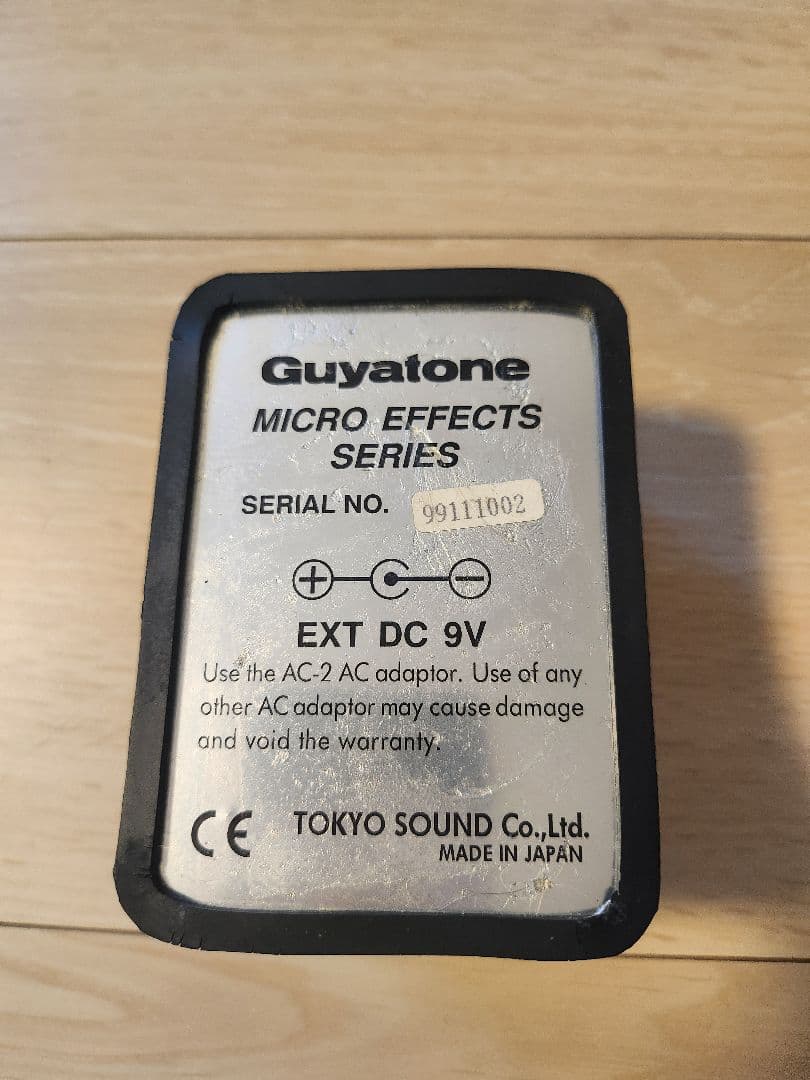 Guyatone
MICRO EFFECTS
SERIES
SERIAL NO. 99111002
+ −
EXT DC 9V
Use the AC-2 AC adaptor. Use of any
other AC adaptor may cause damage
and void the warranty.
CE TOKYO SOUND Co.,Ltd.
MADE IN JAPAN